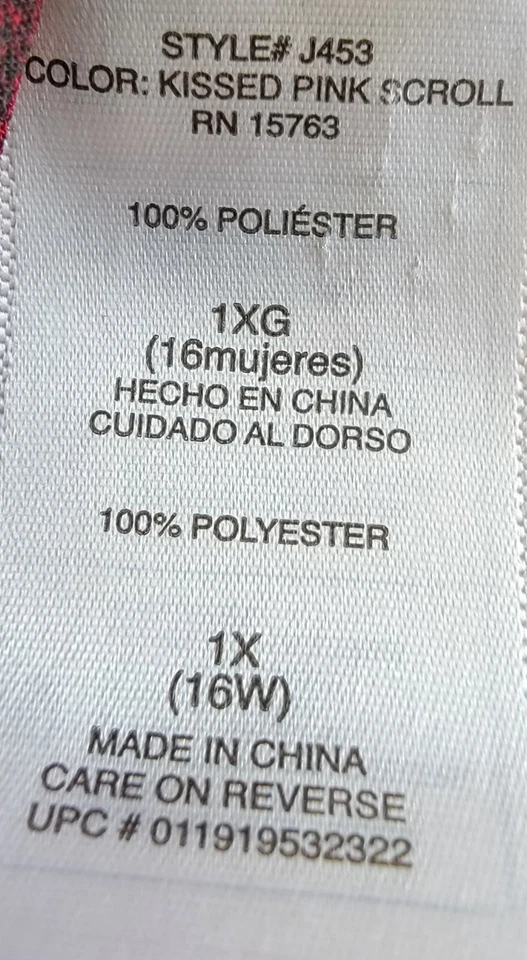 STYLE# J453
COLOR: KISSED PINK SCROLL
RN 15763
100% POLIÉSTER
1XG
(16mujeres)
HECHO EN CHINA
CUIDADO AL DORSO
100% POLYESTER
1X
(16W)
MADE IN CHINA
CARE ON REVERSE
UPC # 011919532322